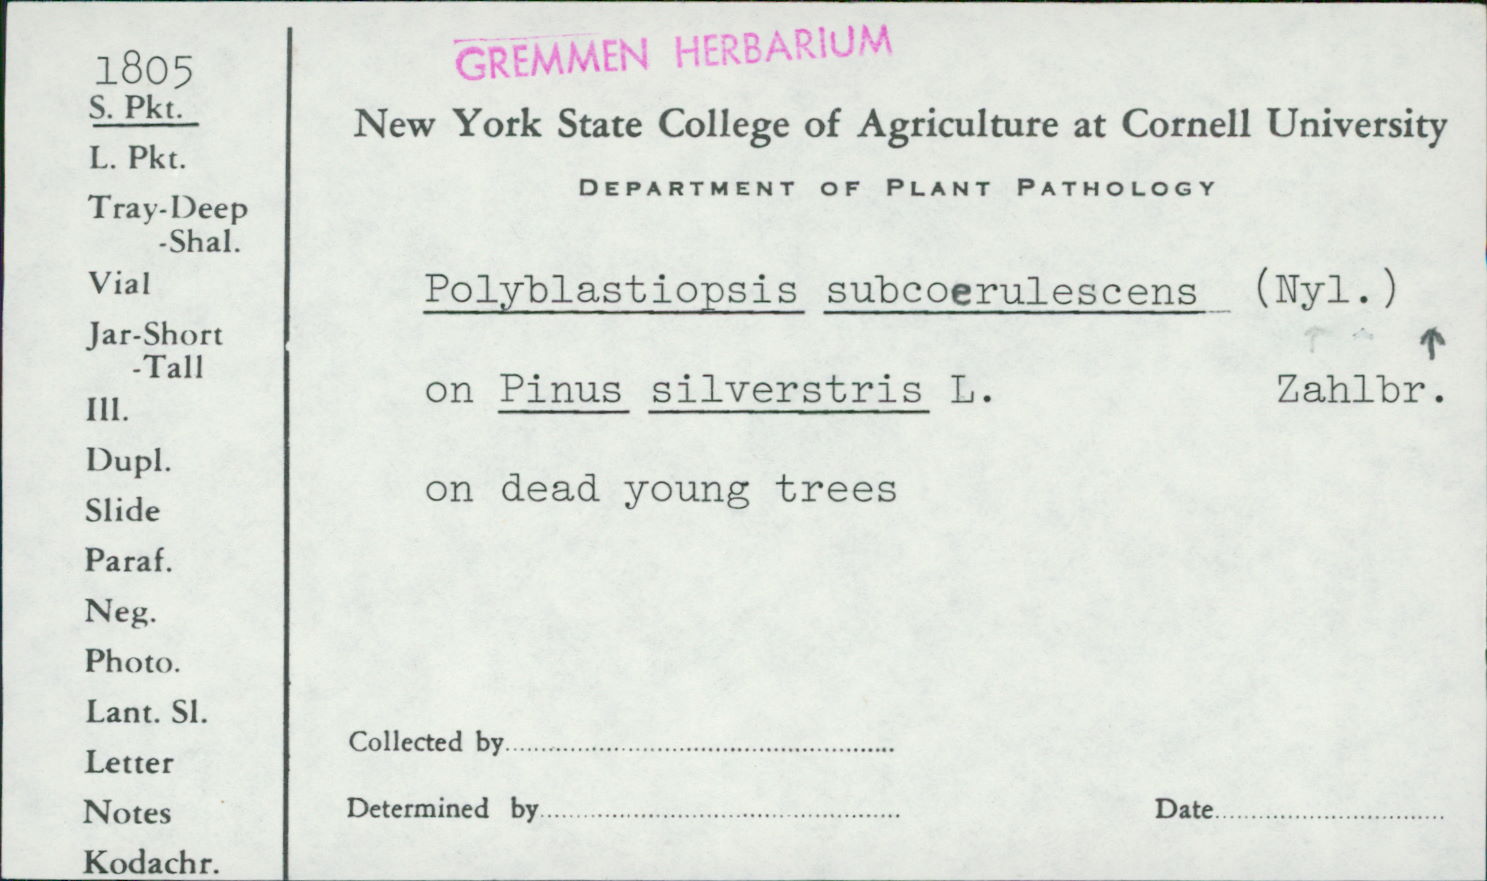 1805
S. Pkt.
L. Pkt.
Tray-Deep
-Shal.
Vial
Jar-Short
-Tall
Ill.
Dupl.
Slide
Paraf.
Neg.
Photo.
Lant. Sl.
Letter
Notes
Kodachr.
GREMMEN HERBARIUM
New York State College of Agriculture at Cornell University
DEPARTMENT OF PLANT PATHOLOGY
Polyblastiopsis subcoerulescens (Nyl.)
on Pinus silverstris L. Zahlbr.
on dead young trees
Collected by
Determined by Date